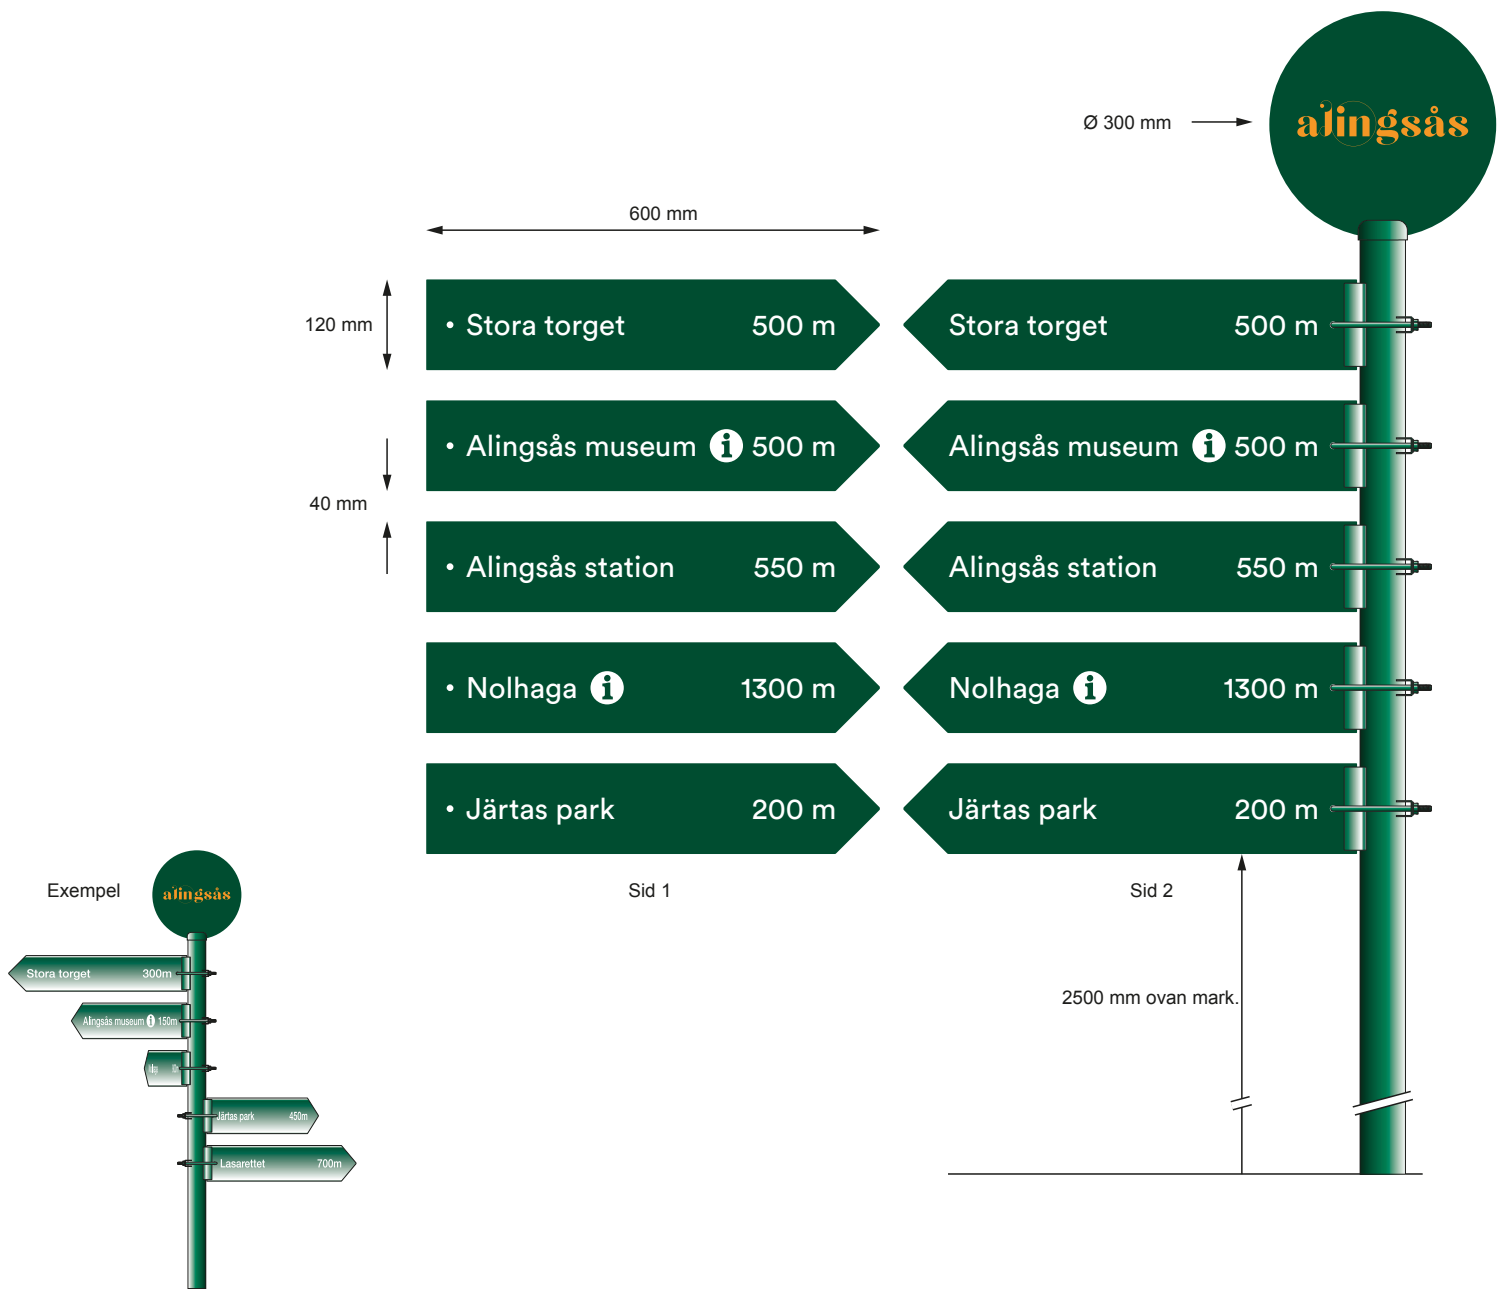 alingsås
Ø 300 mm
600 mm
120 mm
40 mm
• Stora torget 500 m
• Alingsås museum i 500 m
• Alingsås station 550 m
• Nolhaga i 1300 m
• Järtas park 200 m
Sid 1
Stora torget 500 m
Alingsås museum i 500 m
Alingsås station 550 m
Nolhaga i 1300 m
Järtas park 200 m
Sid 2
2500 mm ovan mark.
Exempel
alingsås
Stora torget 300m
Alingsås museum i 150m
Järtas park 450m
Lasarettet 700m